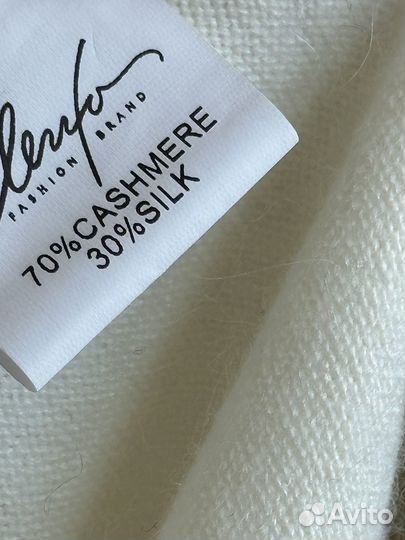 FASHION BRAND
70%CASHMERE
30%SILK
Avito